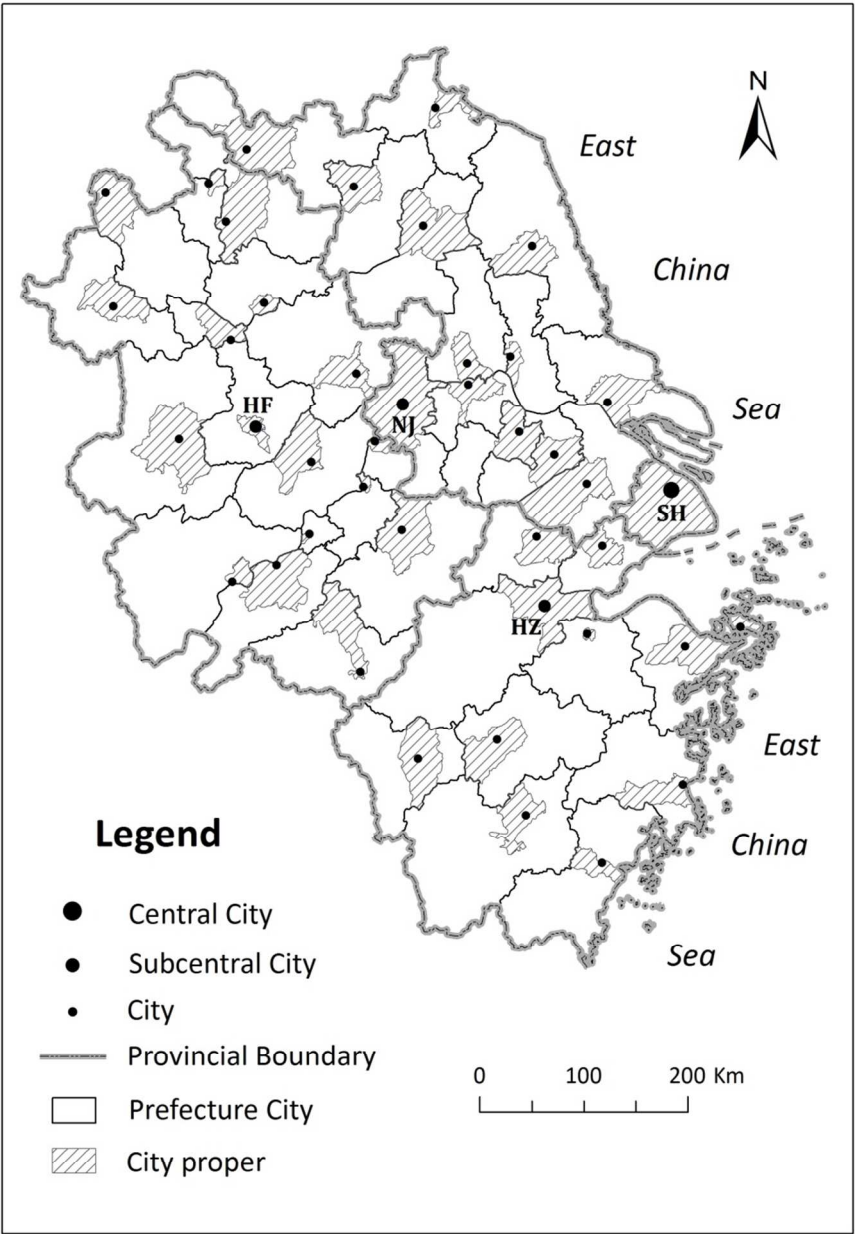 N
East
China
Sea
HF
NJ
SH
HZ
East
China
Sea
Legend
Central City
Subcentral City
City
Provincial Boundary
Prefecture City
City proper
0 100 200 Km